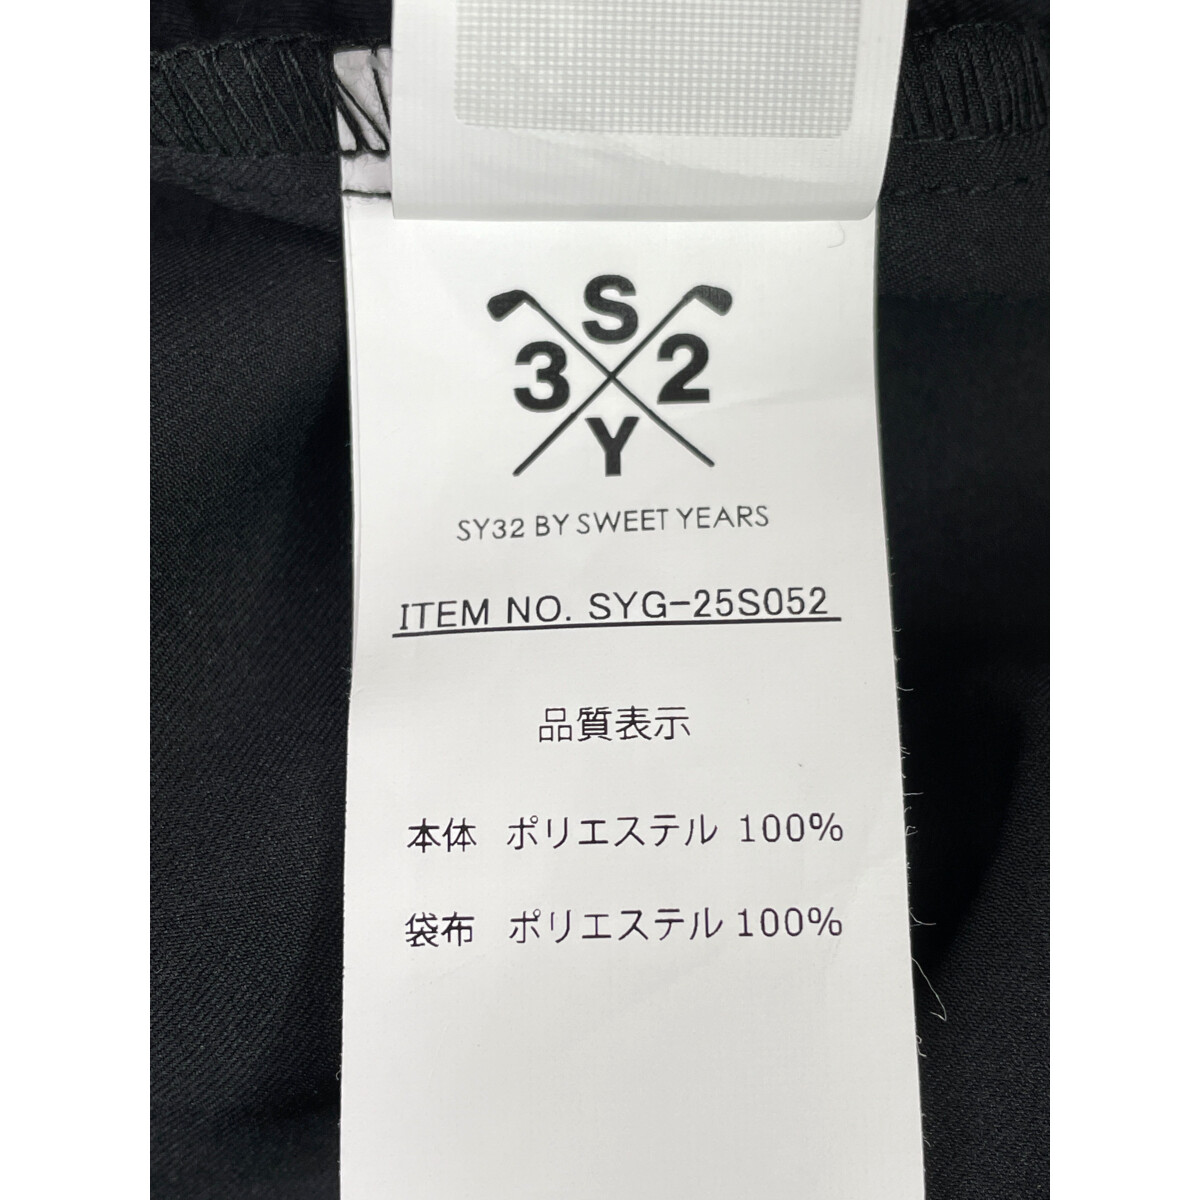 S
3 2
Y
SY32 BY SWEET YEARS
ITEM NO. SYG-25S052
品質表示
本体 ポリエステル 100%
袋布 ポリエステル 100%